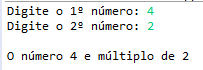 Digite o 1º número: 4
Digite o 2º número: 2
O número 4 e múltiplo de 2